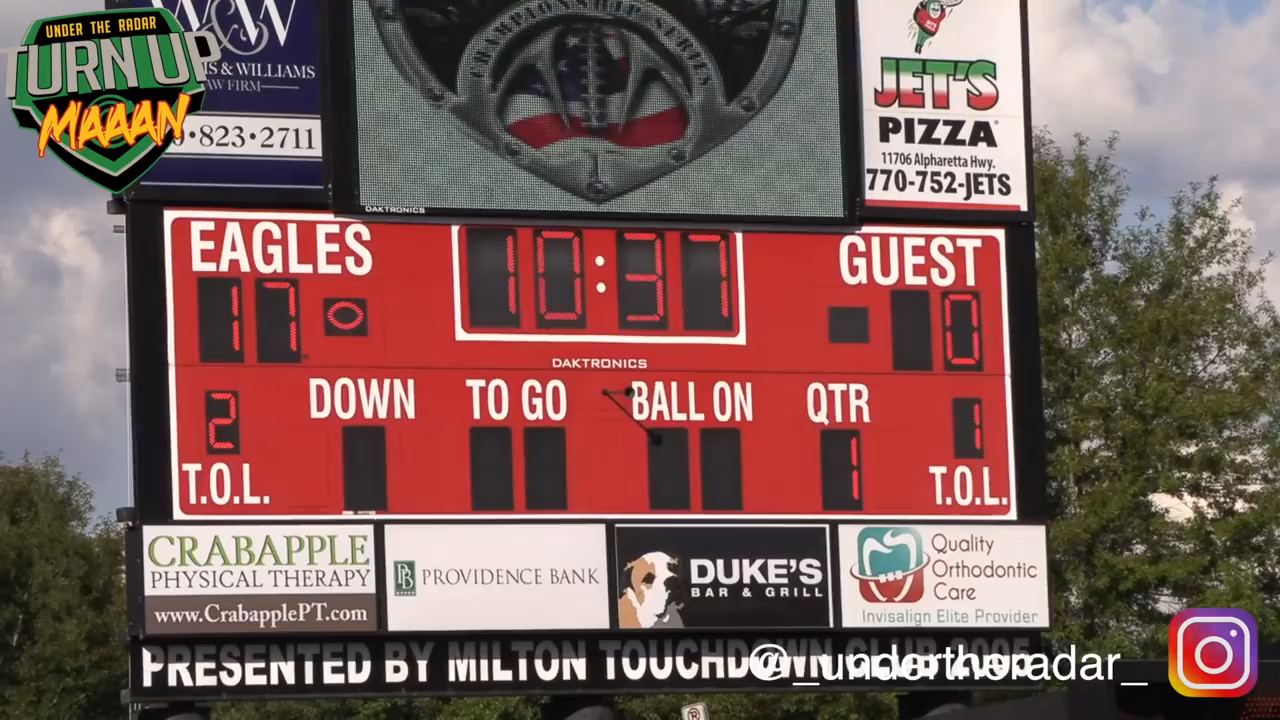 UNDER THE RADAR
TURN UP
MAAAN
W&W
IS & WILLIAMS
AW FIRM
823•2711
CHAMPIONSHIP SERIES
DAKTRONICS
JET'S
PIZZA
11706 Alpharetta Hwy.
770-752-JETS
EAGLES
10:37
GUEST
17 0
0
DAKTRONICS
DOWN TO GO BALL ON QTR
2 1 1
T.O.L. T.O.L.
CRABAPPLE
PHYSICAL THERAPY
www.CrabapplePT.com
PB PROVIDENCE BANK
DUKE'S
BAR & GRILL
Quality
Orthodontic
Care
Invisalign Elite Provider
PRESENTED BY MILTON TOUCHDOWN CLUB 2005
@_undertheradar_